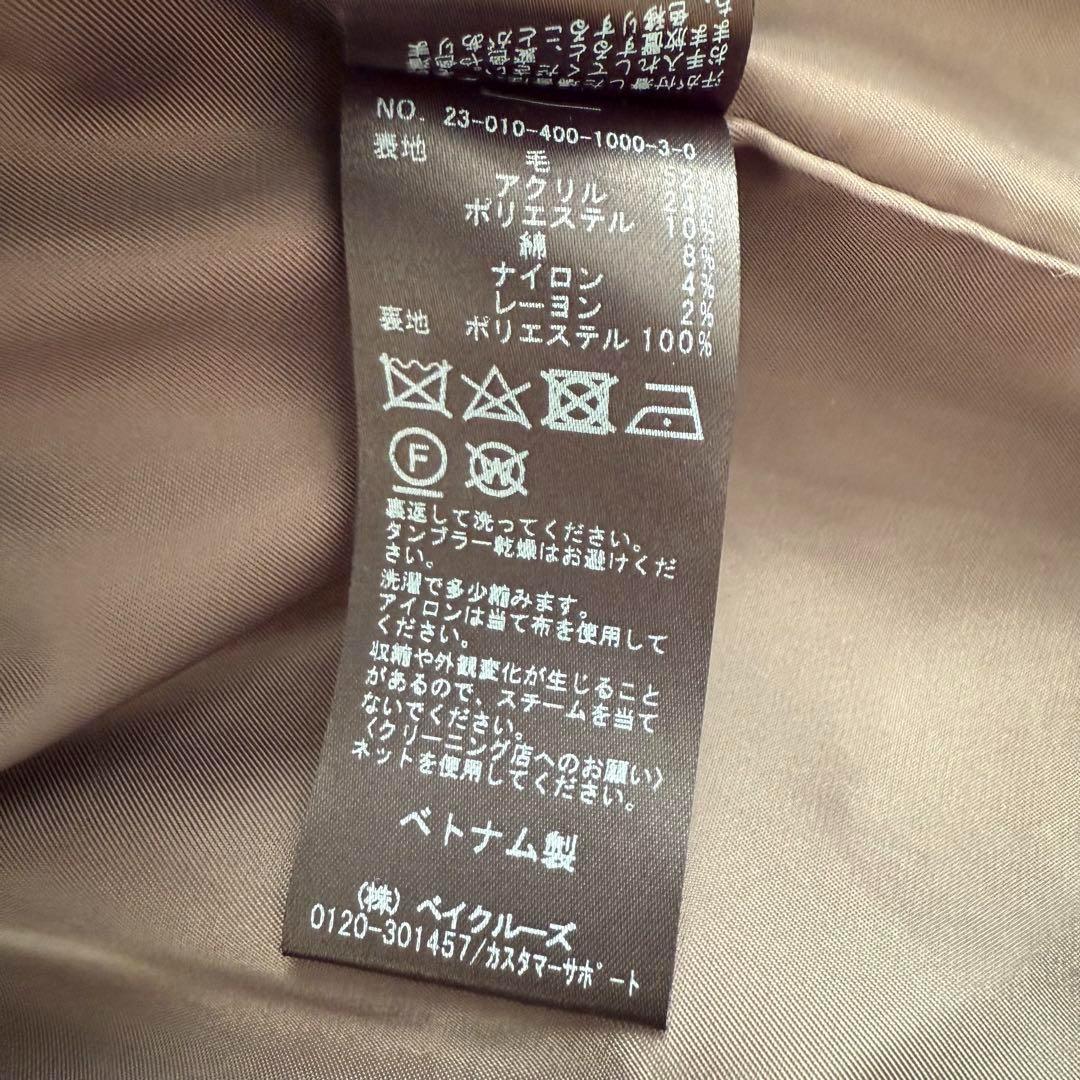 NO. 23-010-400-1000-3-0
表地 毛 52%
アクリル 24%
ポリエステル 10%
綿 8%
ナイロン 4%
レーヨン 2%
裏地 ポリエステル 100%
F W
裏返して洗ってください。
タンブラー乾燥はお避けくだ
さい。
洗濯で多少縮みます。
アイロンは当て布を使用して
ください。
収縮や外観変化が生じること
があるので、スチームを当て
ないでください。
〈クリーニング店へのお願い〉
ネットを使用してください。
ベトナム製
(株) ベイクルーズ
0120-301457/カスタマーサポート